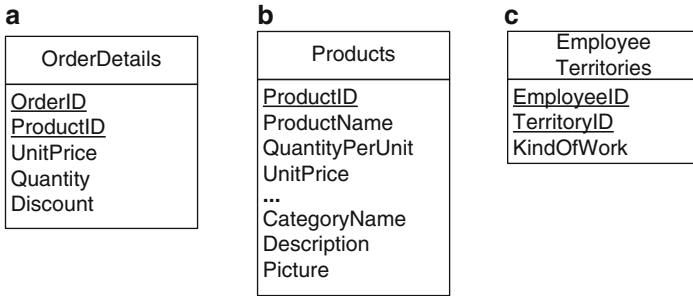 a
OrderDetails
OrderID
ProductID
UnitPrice
Quantity
Discount
b
Products
ProductID
ProductName
QuantityPerUnit
UnitPrice
...
CategoryName
Description
Picture
c
Employee
Territories
EmployeeID
TerritoryID
KindOfWork